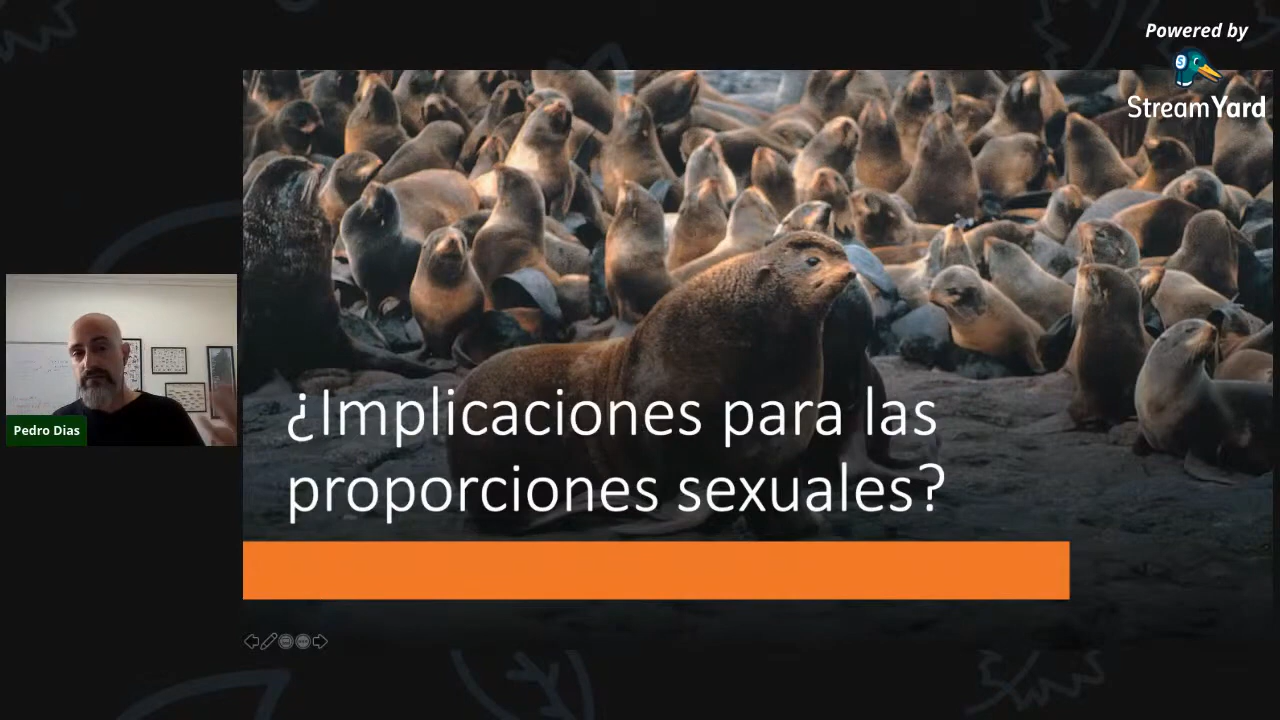 Powered by
StreamYard
¿Implicaciones para las
proporciones sexuales?
Pedro Dias